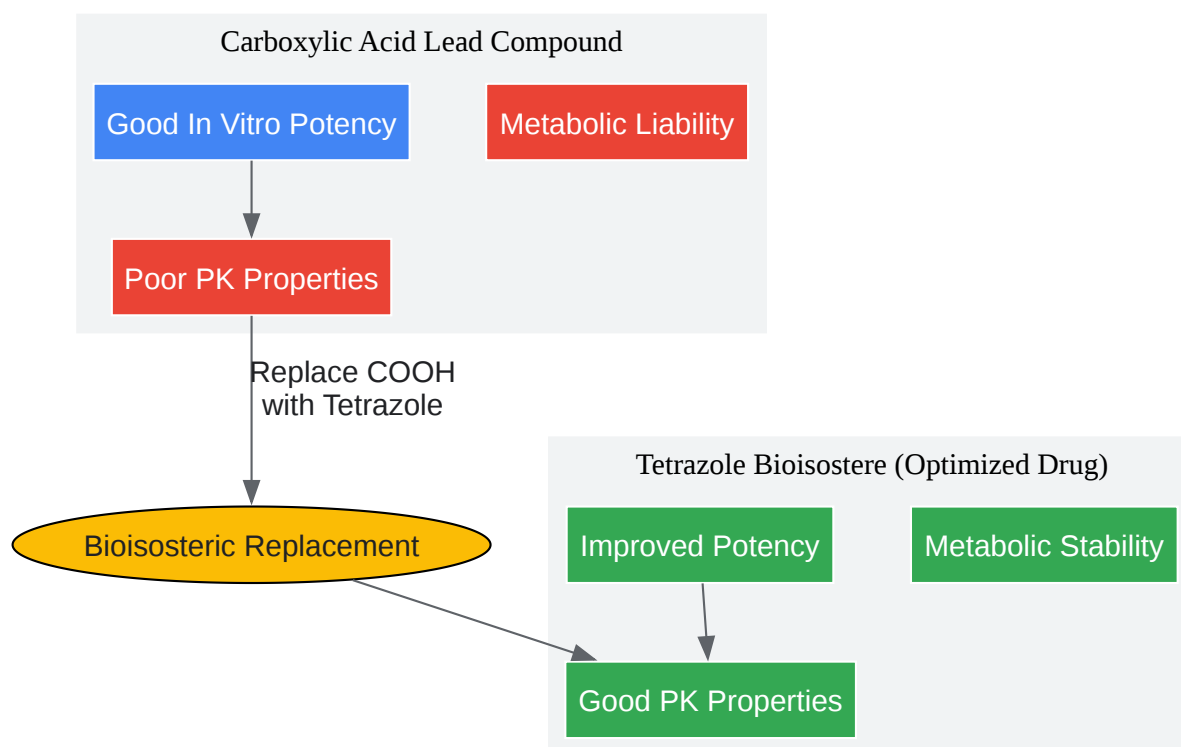 Carboxylic Acid Lead Compound
Good In Vitro Potency
Metabolic Liability
Poor PK Properties
Replace COOH
with Tetrazole
Tetrazole Bioisostere (Optimized Drug)
Bioisosteric Replacement
Improved Potency
Metabolic Stability
Good PK Properties